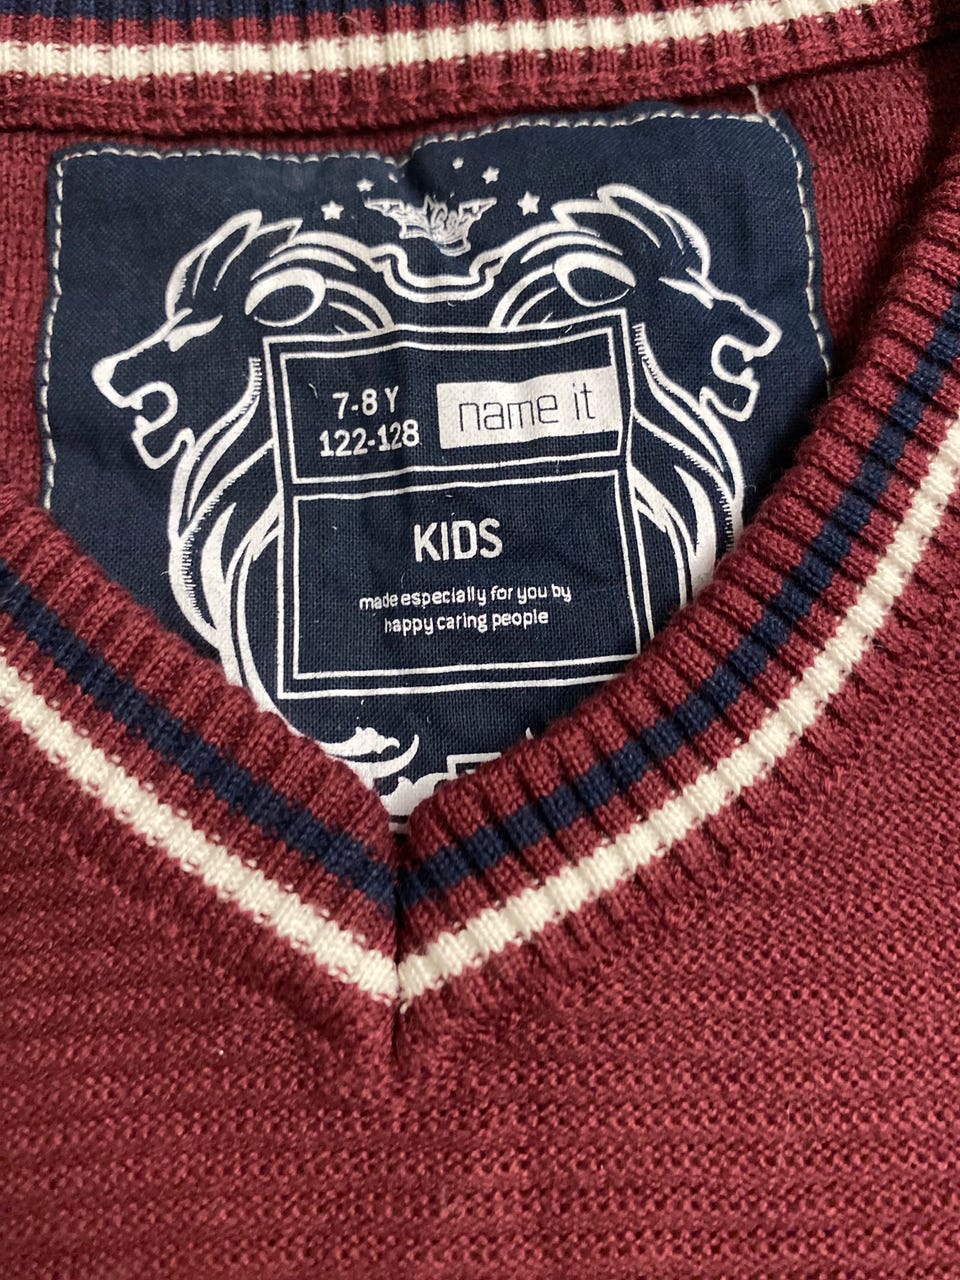 7-8 Y
122-128
name it
KIDS
made especially for you by
happy caring people